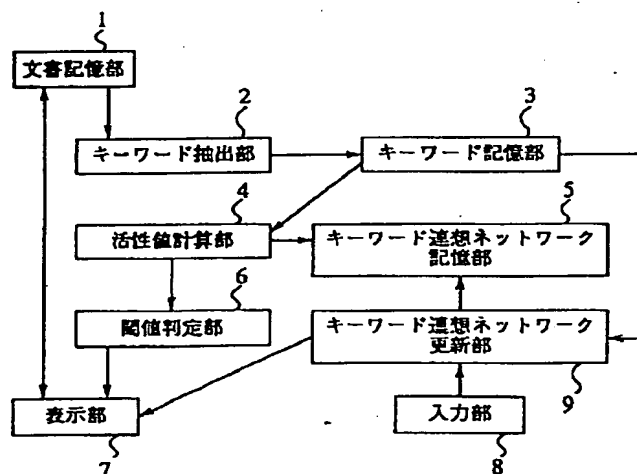 1
文書記憶部
2
キーワード抽出部
3
キーワード記憶部
4
活性値計算部
5
キーワード連想ネットワーク
記憶部
6
閾値判定部
キーワード連想ネットワーク
更新部
9
表示部
7
入力部
8